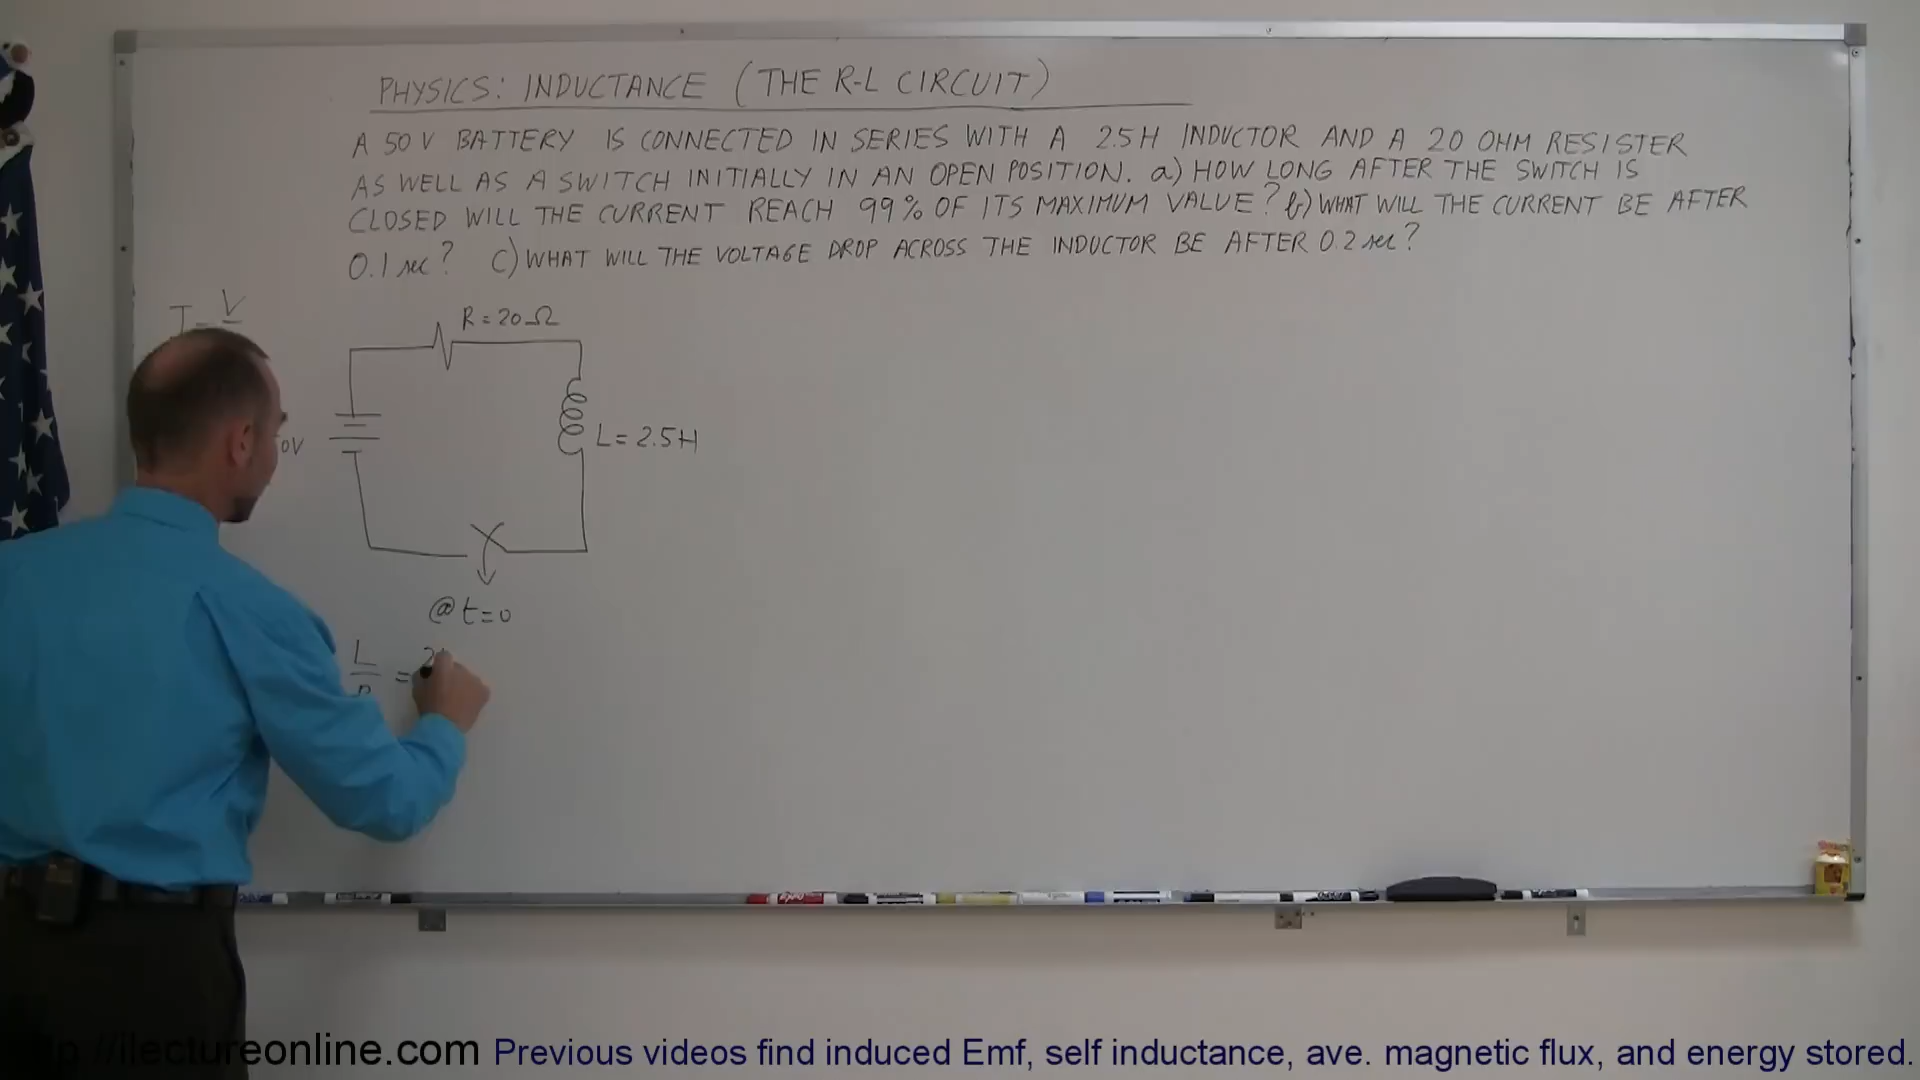 PHYSICS: INDUCTANCE (THE R-L CIRCUIT)
A 50 V BATTERY IS CONNECTED IN SERIES WITH A 2.5 H INDUCTOR AND A 20 OHM RESISTER
AS WELL AS A SWITCH INITIALLY IN AN OPEN POSITION. a) HOW LONG AFTER THE SWITCH IS
CLOSED WILL THE CURRENT REACH 99% OF ITS MAXIMUM VALUE? b) WHAT WILL THE CURRENT BE AFTER
0.1 sec? C) WHAT WILL THE VOLTAGE DROP ACROSS THE INDUCTOR BE AFTER 0.2 sec?
V
R = 20 Ω
0V
L = 2.5 H
@ t = 0
L
=
//ilectureonline.com Previous videos find induced Emf, self inductance, ave. magnetic flux, and energy stored.